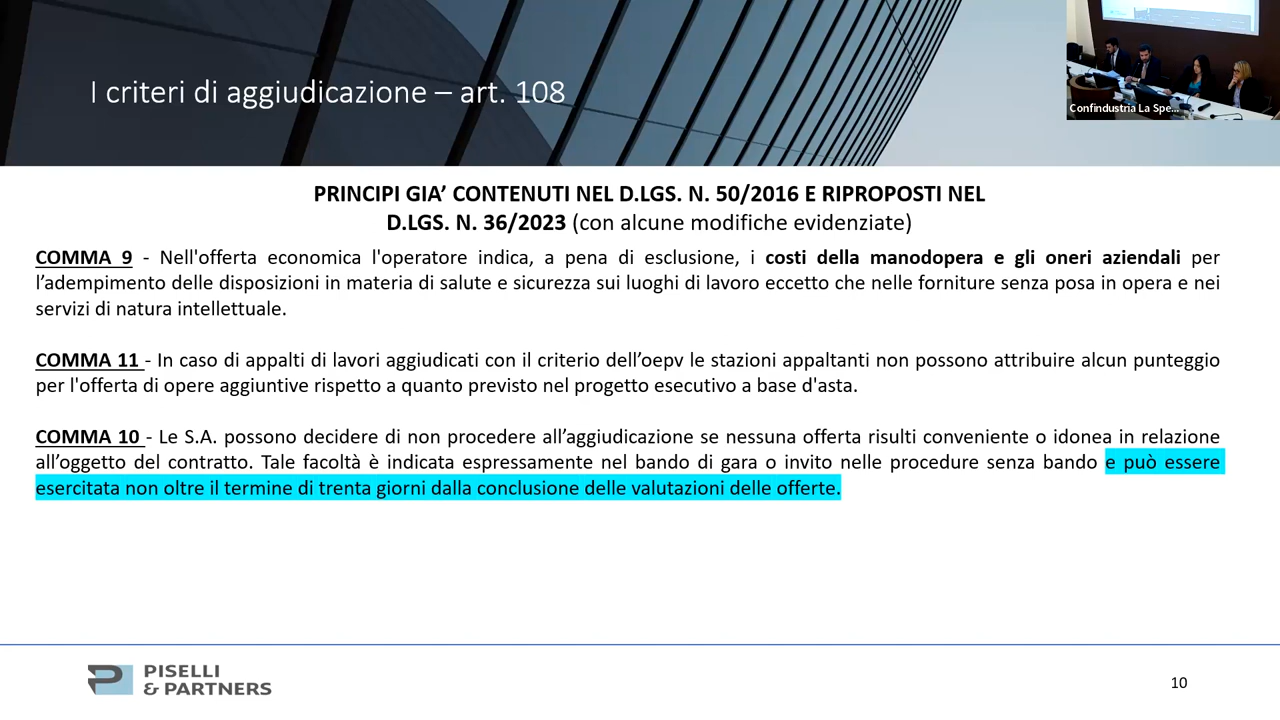 I criteri di aggiudicazione – art. 108
Confindustria La Spe...
PRINCIPI GIA’ CONTENUTI NEL D.LGS. N. 50/2016 E RIPROPOSTI NEL
D.LGS. N. 36/2023 (con alcune modifiche evidenziate)
COMMA 9 - Nell'offerta economica l'operatore indica, a pena di esclusione, i costi della manodopera e gli oneri aziendali per
l’adempimento delle disposizioni in materia di salute e sicurezza sui luoghi di lavoro eccetto che nelle forniture senza posa in opera e nei
servizi di natura intellettuale.
COMMA 11 - In caso di appalti di lavori aggiudicati con il criterio dell’oepv le stazioni appaltanti non possono attribuire alcun punteggio
per l'offerta di opere aggiuntive rispetto a quanto previsto nel progetto esecutivo a base d'asta.
COMMA 10 - Le S.A. possono decidere di non procedere all’aggiudicazione se nessuna offerta risulti conveniente o idonea in relazione
all’oggetto del contratto. Tale facoltà è indicata espressamente nel bando di gara o invito nelle procedure senza bando e può essere
esercitata non oltre il termine di trenta giorni dalla conclusione delle valutazioni delle offerte.
PISELLI
& PARTNERS
10